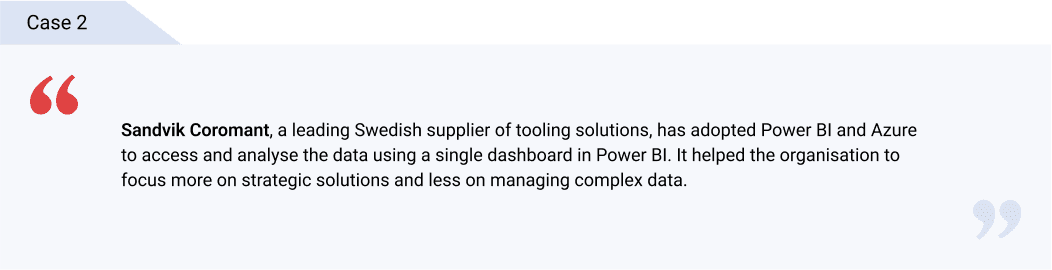 Case 2
Sandvik Coromant, a leading Swedish supplier of tooling solutions, has adopted Power BI and Azure
to access and analyse the data using a single dashboard in Power BI. It helped the organisation to
focus more on strategic solutions and less on managing complex data.